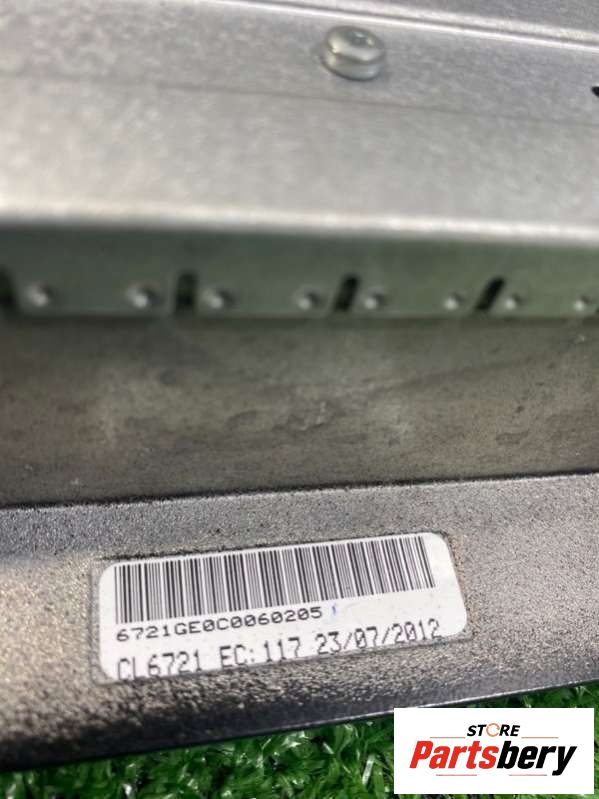 6721GE0C0060205
CL6721 EC:117 23/07/2012
STORE
Partsbery